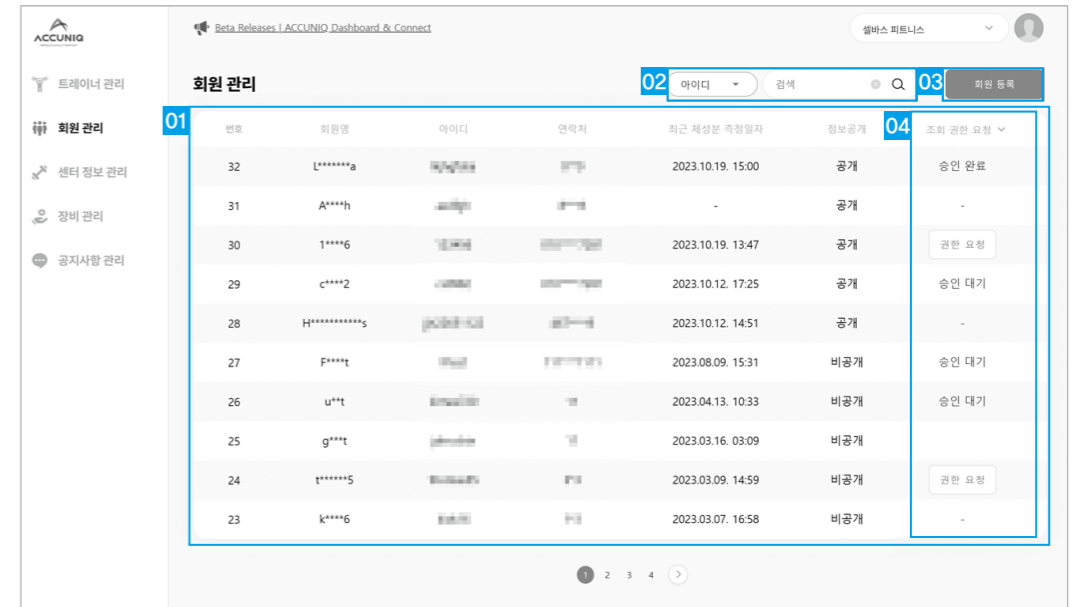 ACCUNIQ
Beta Releases | ACCUNIQ Dashboard & Connect
셀바스 피트니스
트레이너 관리
회원 관리
센터 정보 관리
장비 관리
공지사항 관리
회원 관리
02 아이디 검색 03 회원 등록
01 번호 회원명 아이디 연락처 최근 체성분 측정일자 정보공개 04 조회 권한 요청
32 L*******a 2023.10.19. 15:00 공개 승인 완료
31 A****h - 공개 -
30 1****6 2023.10.19. 13:47 공개 권한 요청
29 c****2 2023.10.12. 17:25 공개 승인 대기
28 H***********s 2023.10.12. 14:51 공개 -
27 F****t 2023.08.09. 15:31 비공개 승인 대기
26 u**t 2023.04.13. 10:33 비공개 승인 대기
25 g***t 2023.03.16. 03:09 비공개
24 t******5 2023.03.09. 14:59 비공개 권한 요청
23 k****6 2023.03.07. 16:58 비공개 -
1 2 3 4